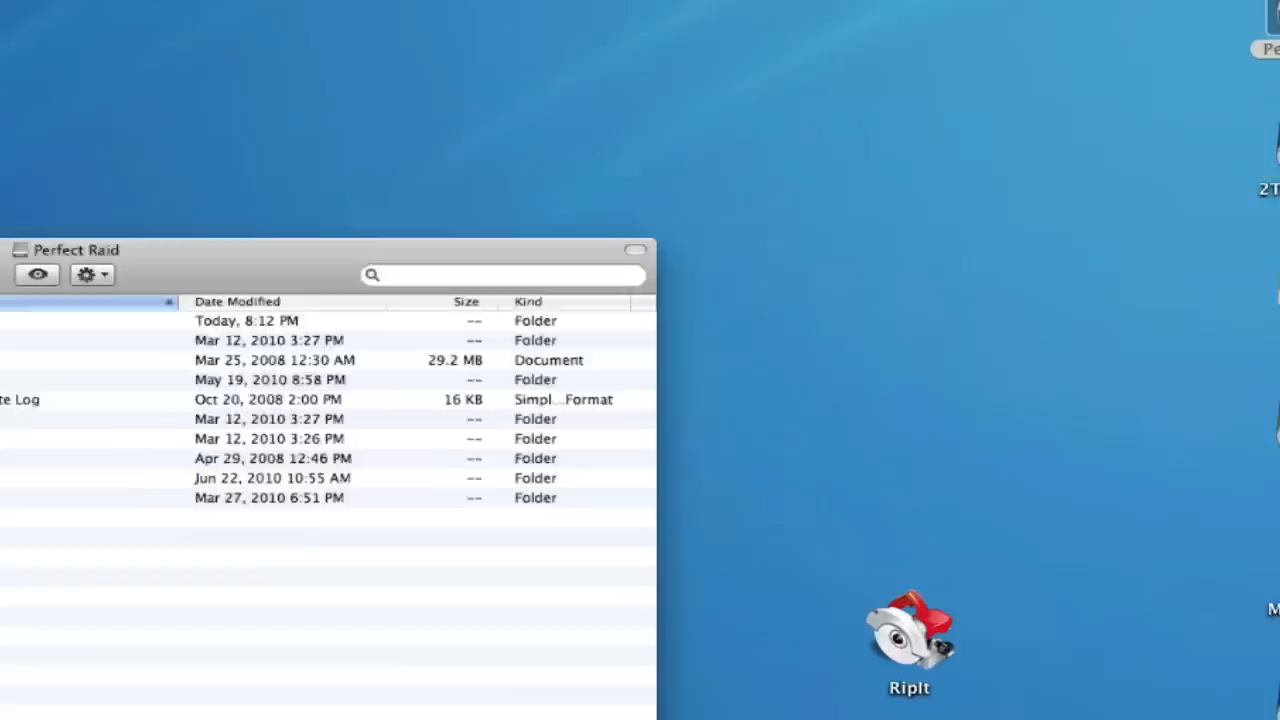 Pe
2T
Perfect Raid
Date Modified Size Kind
Today, 8:12 PM -- Folder
Mar 12, 2010 3:27 PM -- Folder
Mar 25, 2008 12:30 AM 29.2 MB Document
May 19, 2010 8:58 PM -- Folder
te Log Oct 20, 2008 2:00 PM 16 KB Simpl...Format
Mar 12, 2010 3:27 PM -- Folder
Mar 12, 2010 3:26 PM -- Folder
Apr 29, 2008 12:46 PM -- Folder
Jun 22, 2010 10:55 AM -- Folder
Mar 27, 2010 6:51 PM -- Folder
M
RipIt